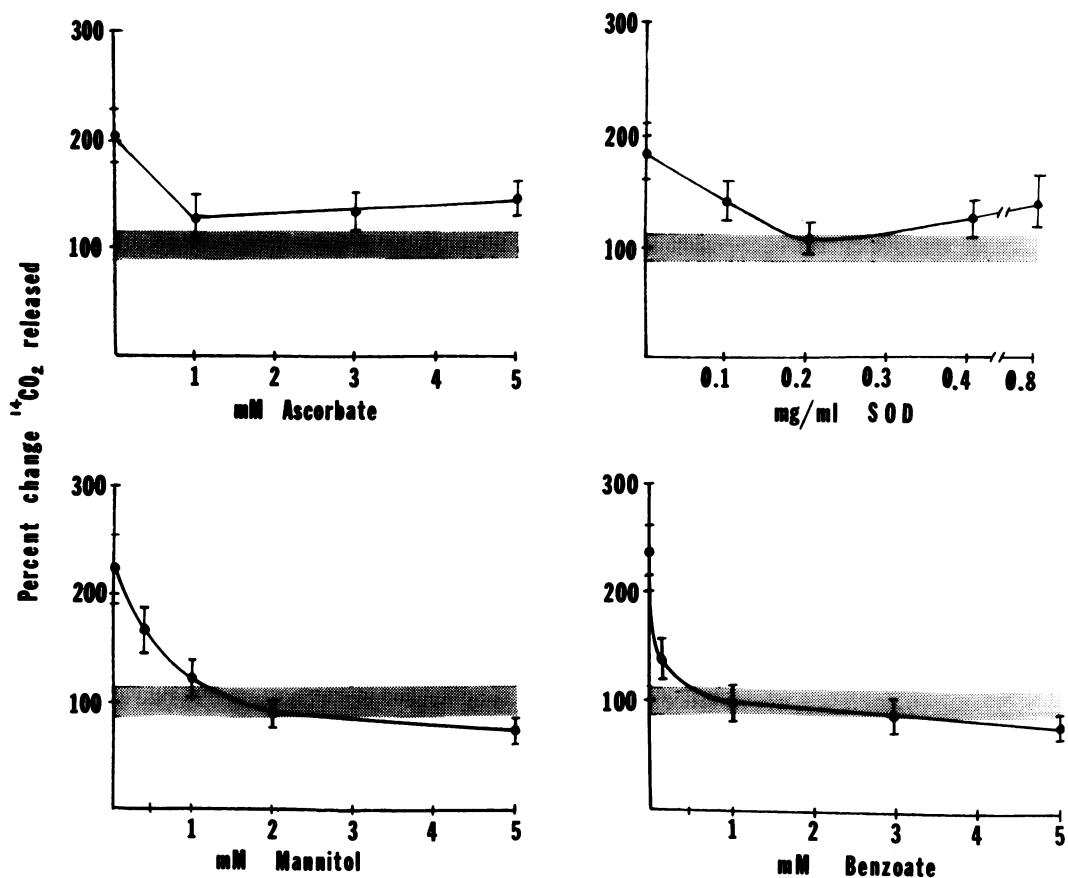 Percent change ¹⁴CO₂ released
300
200
100
1 2 3 4 5
mM Ascorbate
300
200
100
0.1 0.2 0.3 0.4 0.8
mg/ml SOD
300
200
100
1 2 3 4 5
mM Mannitol
300
200
100
1 2 3 4 5
mM Benzoate